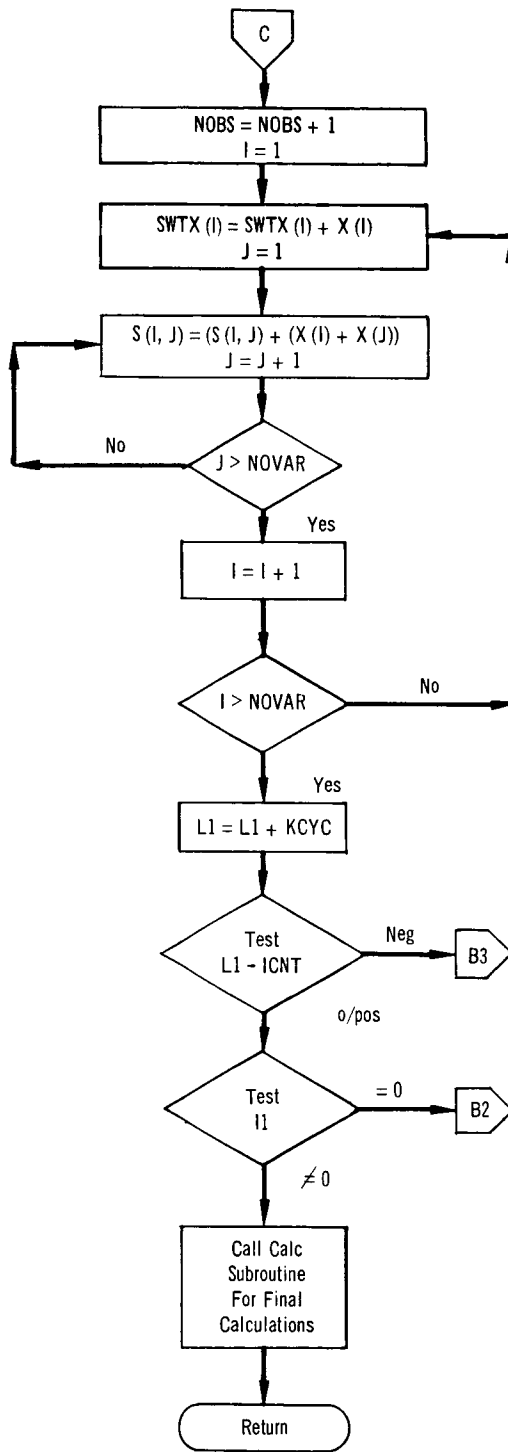 C
NOBS = NOBS + 1
I = 1
SWTX (I) = SWTX (I) + X (I)
J = 1
S (I, J) = (S (I, J) + (X (I) + X (J))
J = J + 1
No
J > NOVAR
Yes
I = I + 1
I > NOVAR
No
Yes
L1 = L1 + KCYC
Test
L1 - ICNT
Neg
B3
o/pos
Test
I1
= 0
B2
≠ 0
Call Calc
Subroutine
For Final
Calculations
Return